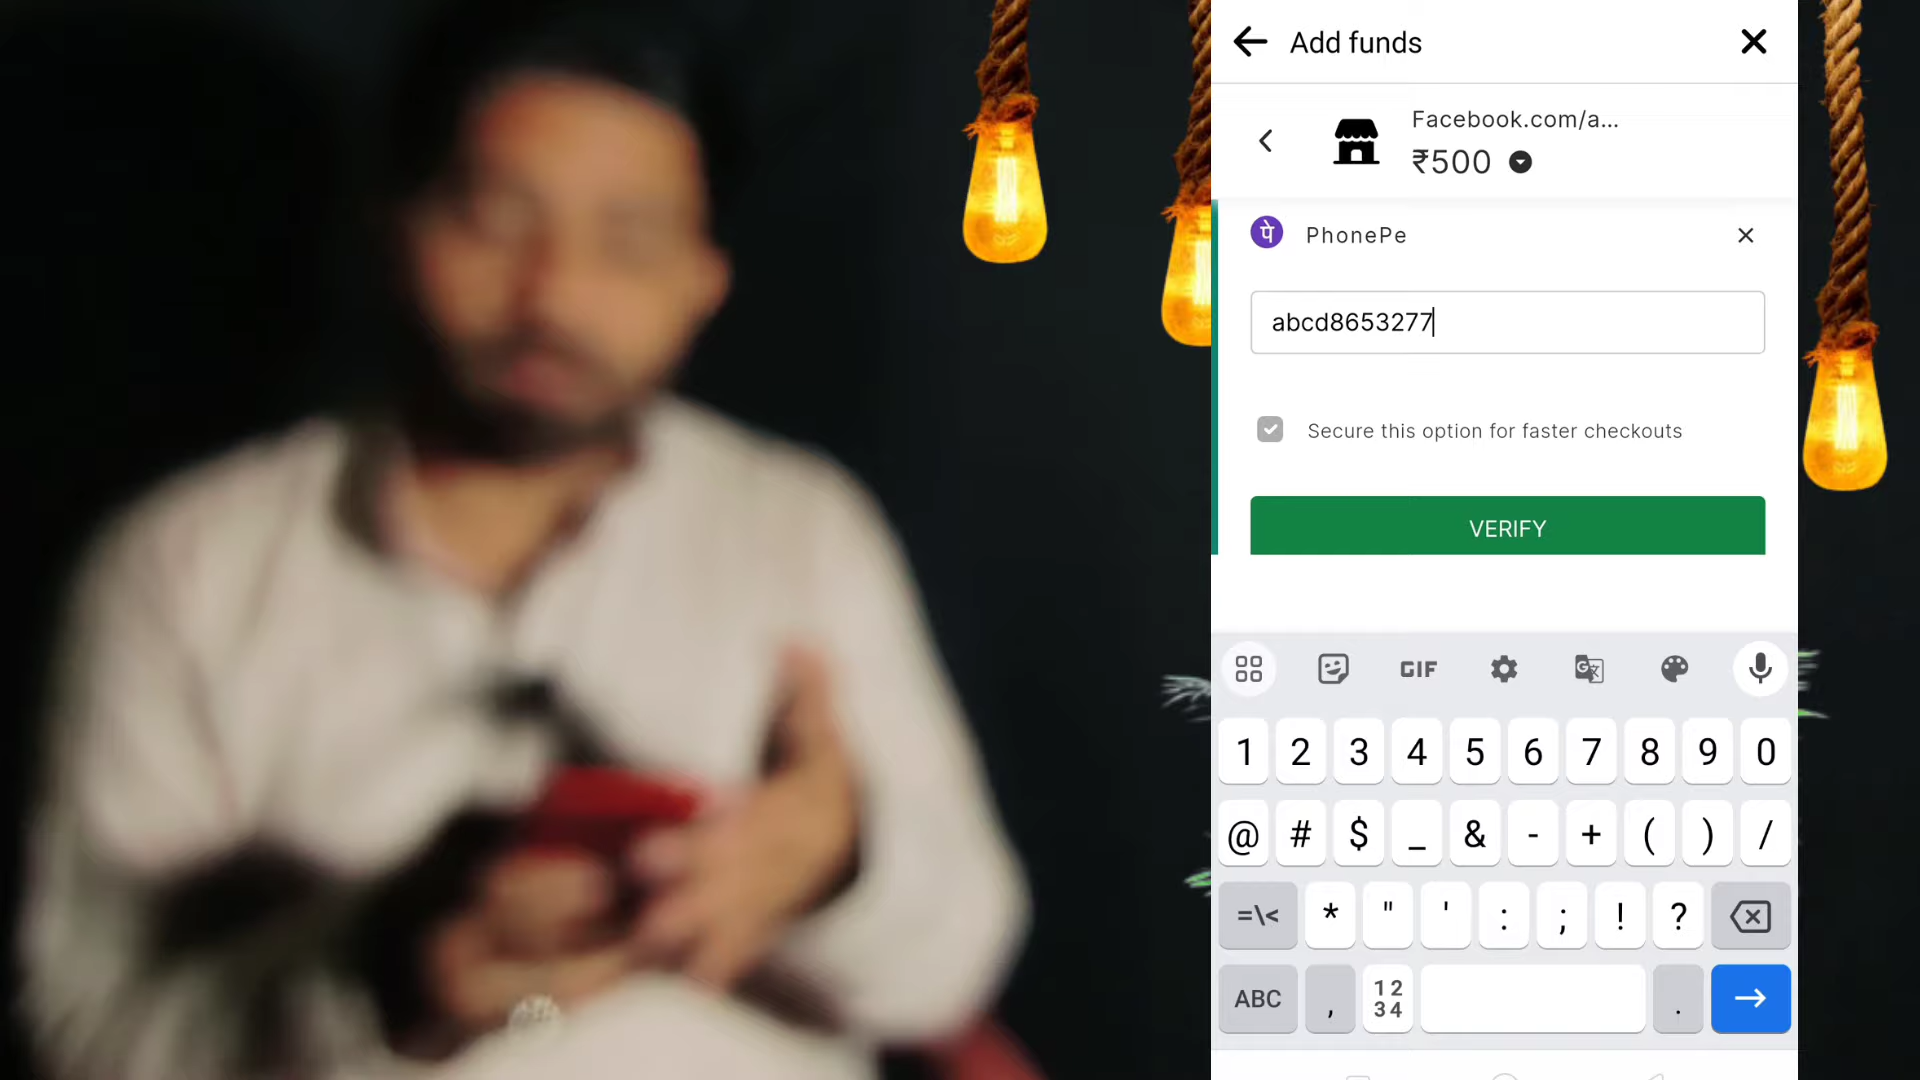 Add funds
Facebook.com/a...
₹500
पे PhonePe
abcd8653277
Secure this option for faster checkouts
VERIFY
GIF
1 2 3 4 5 6 7 8 9 0
@ # $ _ & - + ( ) /
=\< * " ' : ; ! ?
ABC , 12 34 .